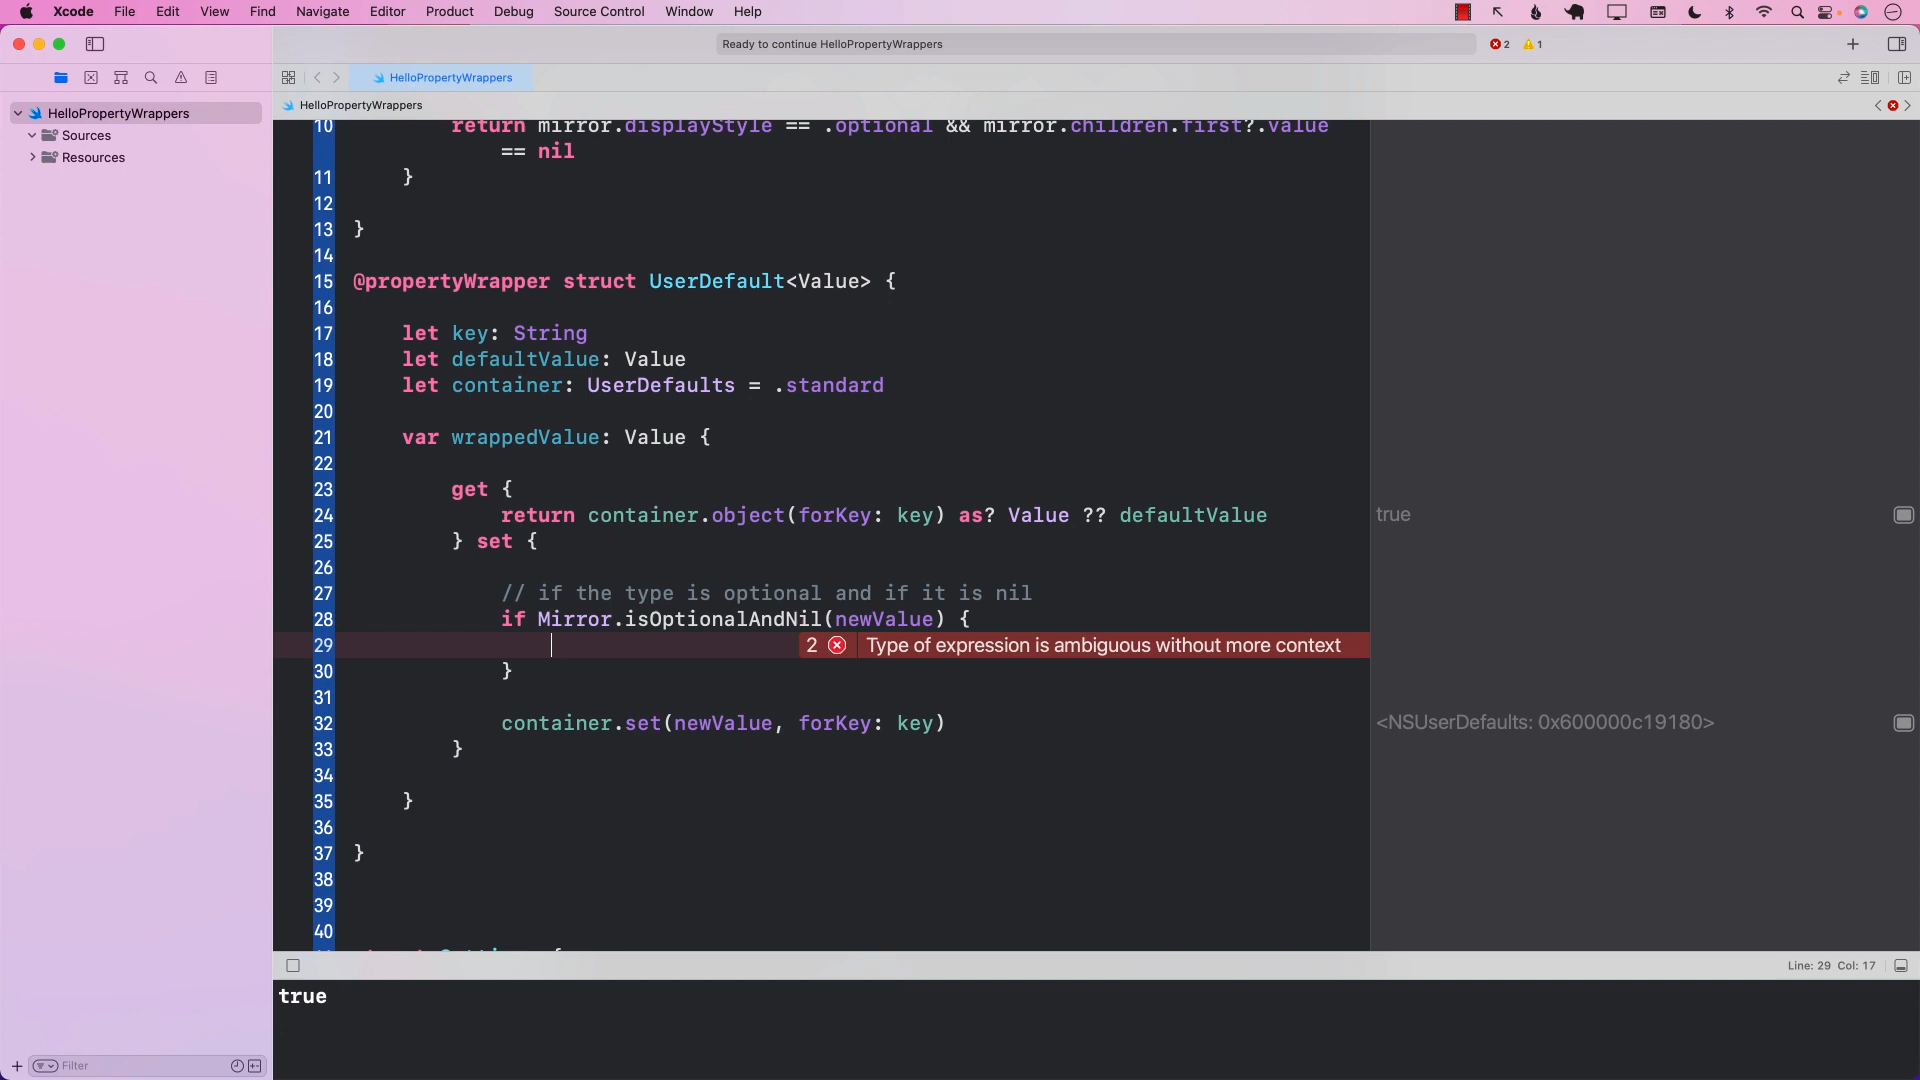 Xcode File Edit View Find Navigate Editor Product Debug Source Control Window Help
Ready to continue HelloPropertyWrappers 2 1
HelloPropertyWrappers
HelloPropertyWrappers
HelloPropertyWrappers
Sources
Resources
10 return mirror.displayStyle == .optional && mirror.children.first?.value
== nil
11 }
12
13 }
14
15 @propertyWrapper struct UserDefault<Value> {
16
17 let key: String
18 let defaultValue: Value
19 let container: UserDefaults = .standard
20
21 var wrappedValue: Value {
22
23 get {
24 return container.object(forKey: key) as? Value ?? defaultValue true
25 } set {
26
27 // if the type is optional and if it is nil
28 if Mirror.isOptionalAndNil(newValue) {
29 2 Type of expression is ambiguous without more context
30 }
31
32 container.set(newValue, forKey: key) <NSUserDefaults: 0x600000c19180>
33 }
34
35 }
36
37 }
38
39
40
Line: 29 Col: 17
true
Filter